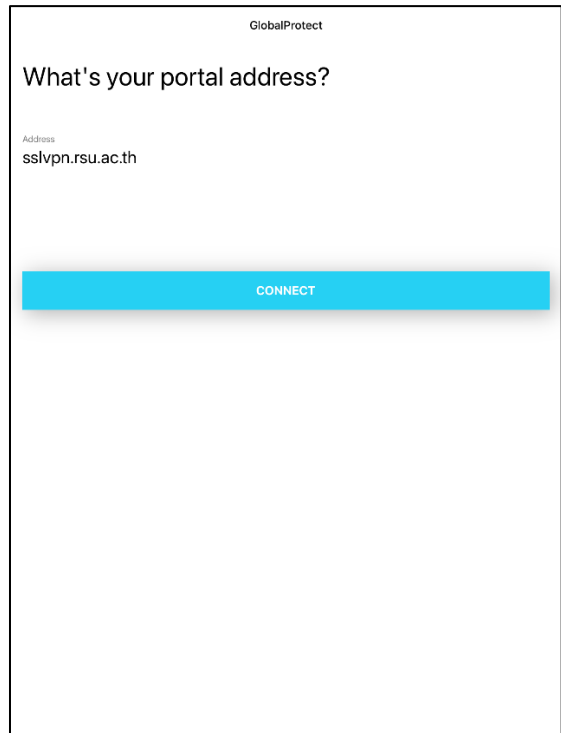 GlobalProtect
What's your portal address?
Address
sslvpn.rsu.ac.th
CONNECT